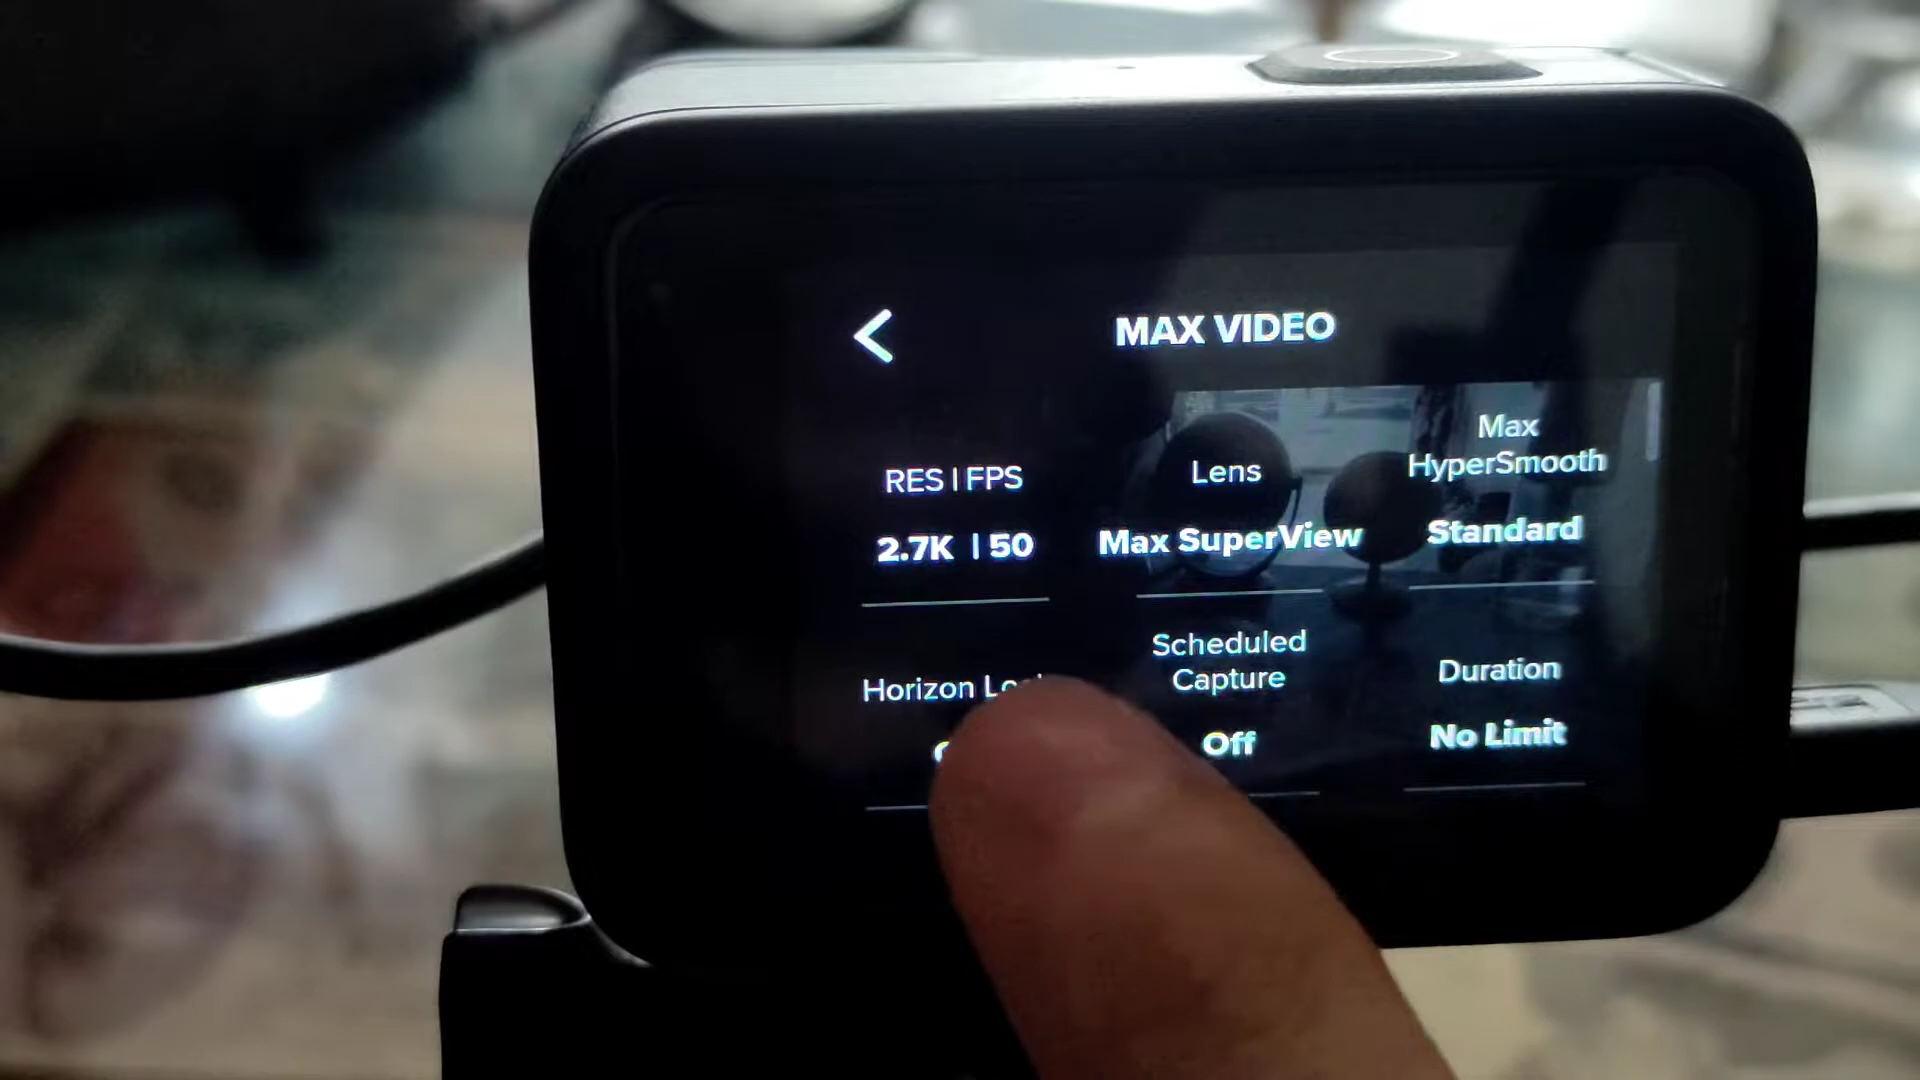 MAX VIDEO
RES | FPS
2.7K | 50
Lens
Max SuperView
Max
HyperSmooth
Standard
Horizon
Scheduled
Capture
Off
Duration
No Limit